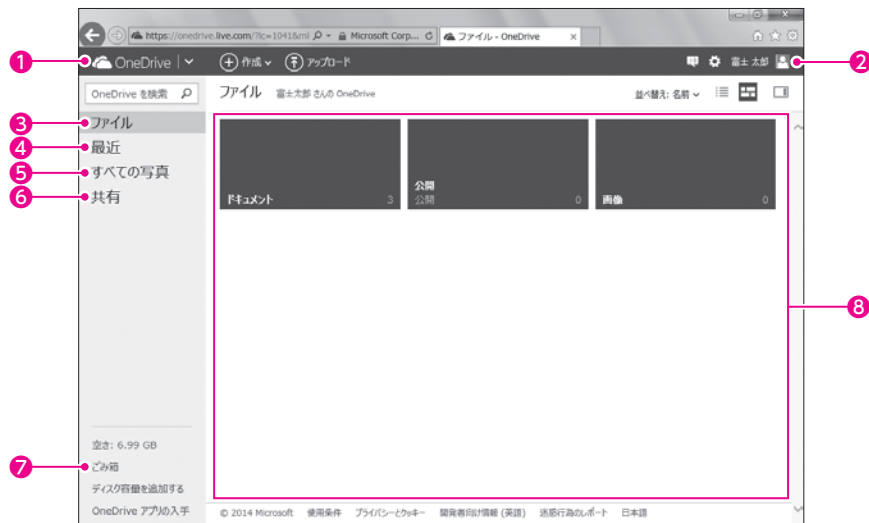 https://onedrive.live.com/?lc=1041&mi
Microsoft Corp...
ファイル - OneDrive
×
1
OneDrive
作成
アップロード
富士 太郎
2
OneDrive を検索
ファイル
富士太郎 さんの OneDrive
並べ替え: 名前
3
ファイル
4
最近
5
すべての写真
6
共有
ドキュメント 3
公開
公開 0
画像 0
8
空き: 6.99 GB
7
ごみ箱
ディスク容量を追加する
OneDrive アプリの入手
© 2014 Microsoft 使用条件 プライバシーとクッキー 開発者向け情報 (英語) 迷惑行為のレポート 日本語